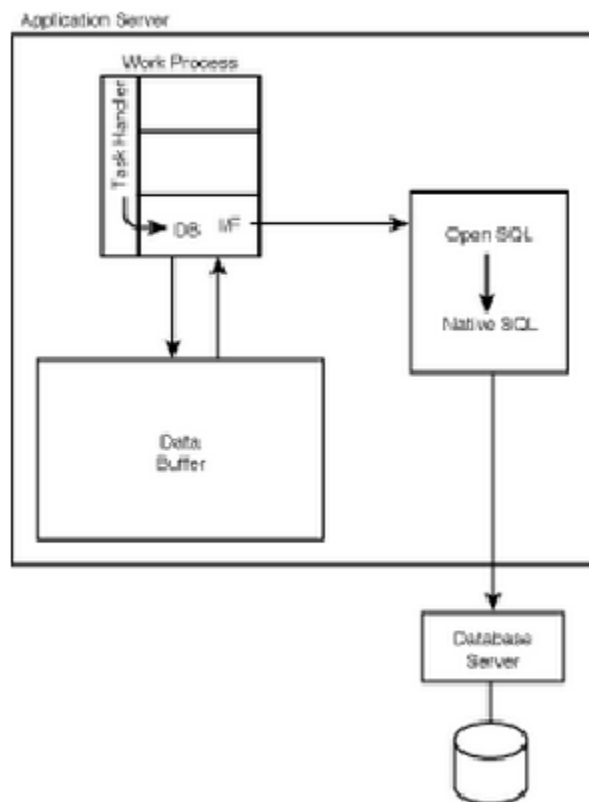 Application Server
Work Process
Task Handler
DB I/F
Open SQL
Native SQL
Data
Buffer
Database
Server